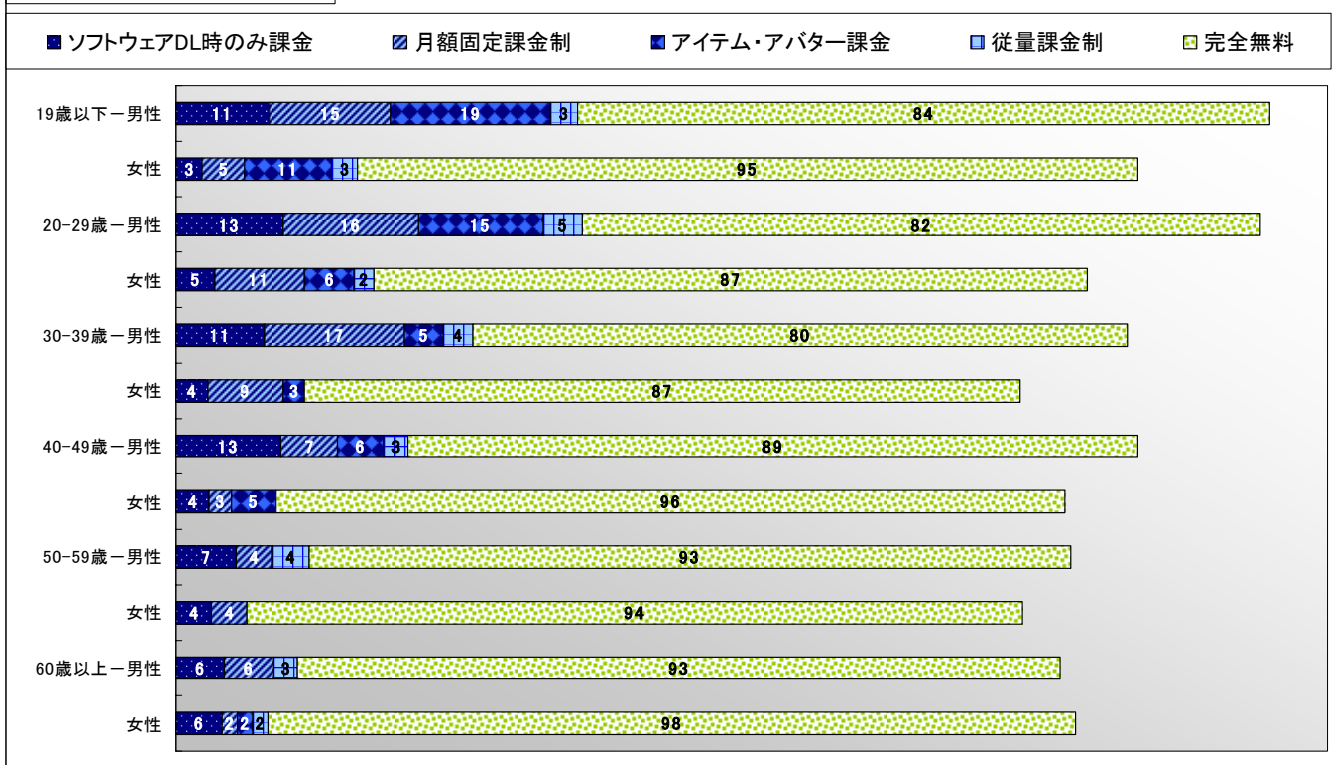 ソフトウェアDL時のみ課金 月額固定課金制 アイテム・アバター課金 従量課金制 完全無料
19歳以下－男性 11 15 19 3 84
女性 3 5 11 3 95
20-29歳－男性 13 16 15 5 82
女性 5 11 6 2 87
30-39歳－男性 11 17 5 4 80
女性 4 9 3 87
40-49歳－男性 13 7 6 3 89
女性 4 3 5 96
50-59歳－男性 7 4 4 93
女性 4 4 94
60歳以上－男性 6 6 3 93
女性 6 2 2 2 98